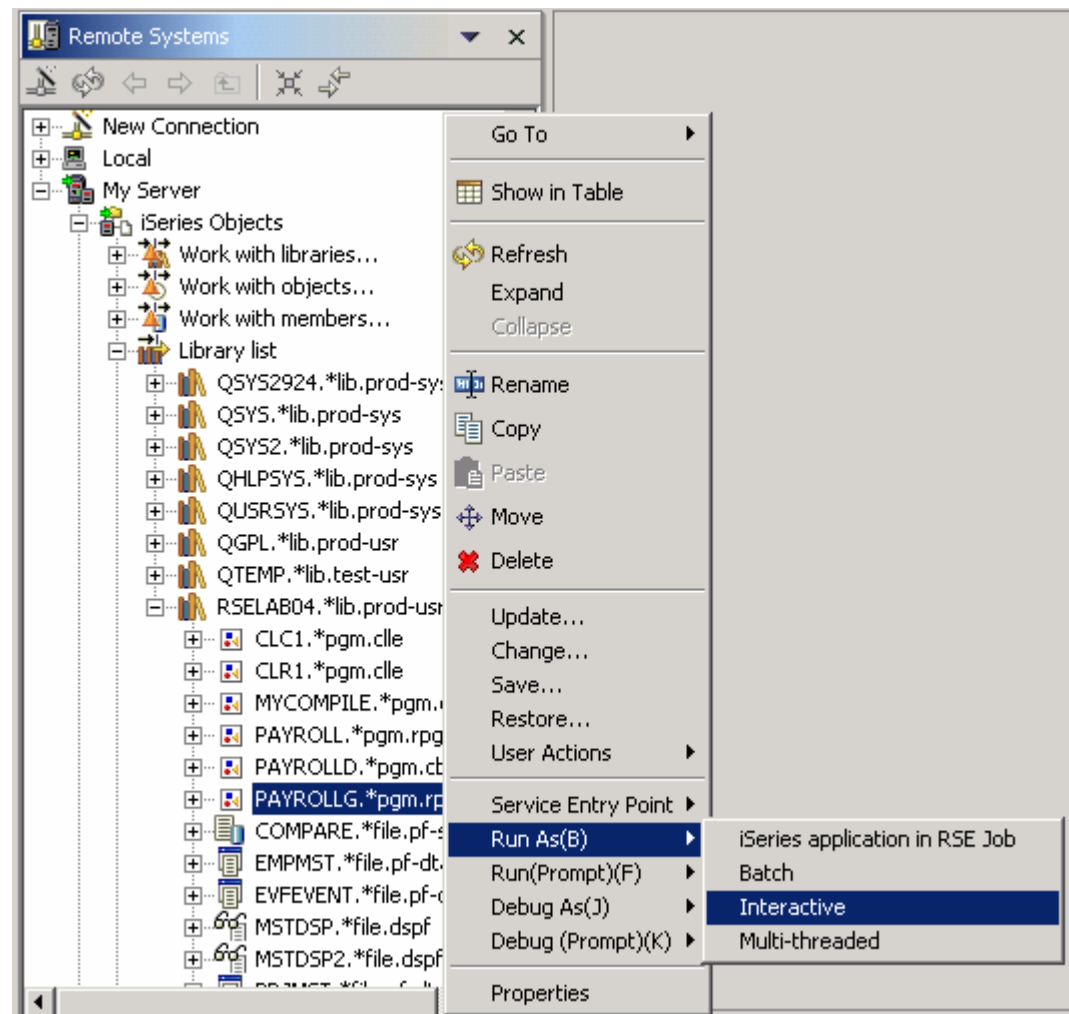 Remote Systems
New Connection
Local
My Server
iSeries Objects
Work with libraries...
Work with objects...
Work with members...
Library list
QSYS2924.*lib.prod-sy
QSYS.*lib.prod-sys
QSYS2.*lib.prod-sys
QHLPSYS.*lib.prod-sys
QUSRSYS.*lib.prod-sys
QGPL.*lib.prod-usr
QTEMP.*lib.test-usr
RSELAB04.*lib.prod-usr
CLC1.*pgm.clle
CLR1.*pgm.clle
MYCOMPILE.*pgm.
PAYROLL.*pgm.rpg
PAYROLLD.*pgm.cb
PAYROLLG.*pgm.rp
COMPARE.*file.pf-s
EMPMST.*file.pf-dt
EVFEVENT.*file.pf-
MSTDSP.*file.dspf
MSTDSP2.*file.dspf
Go To
Show in Table
Refresh
Expand
Collapse
Rename
Copy
Paste
Move
Delete
Update...
Change...
Save...
Restore...
User Actions
Service Entry Point
Run As(B)
Run(Prompt)(F)
Debug As(J)
Debug (Prompt)(K)
Properties
iSeries application in RSE Job
Batch
Interactive
Multi-threaded